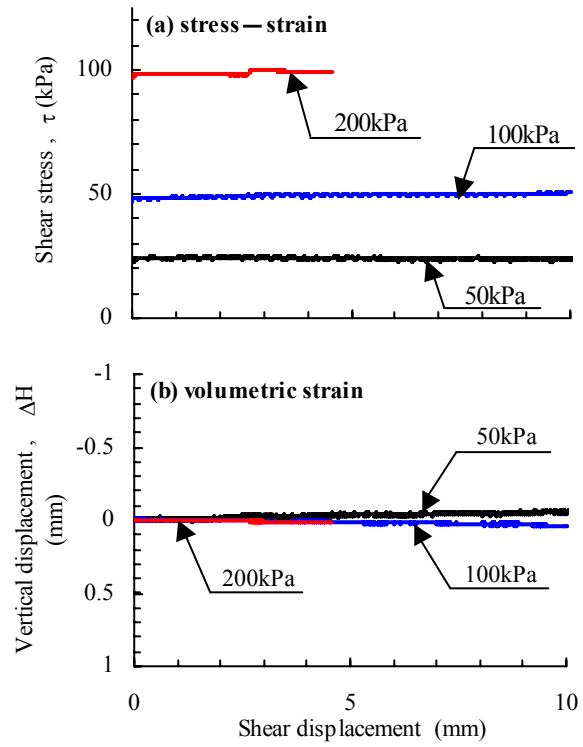 (a) stress — strain
Shear stress , τ (kPa)
100
50
0
200kPa
100kPa
50kPa
(b) volumetric strain
Vertical displacement , ΔH
(mm)
-1
-0.5
0
0.5
1
50kPa
200kPa
100kPa
0
5
10
Shear displacement (mm)